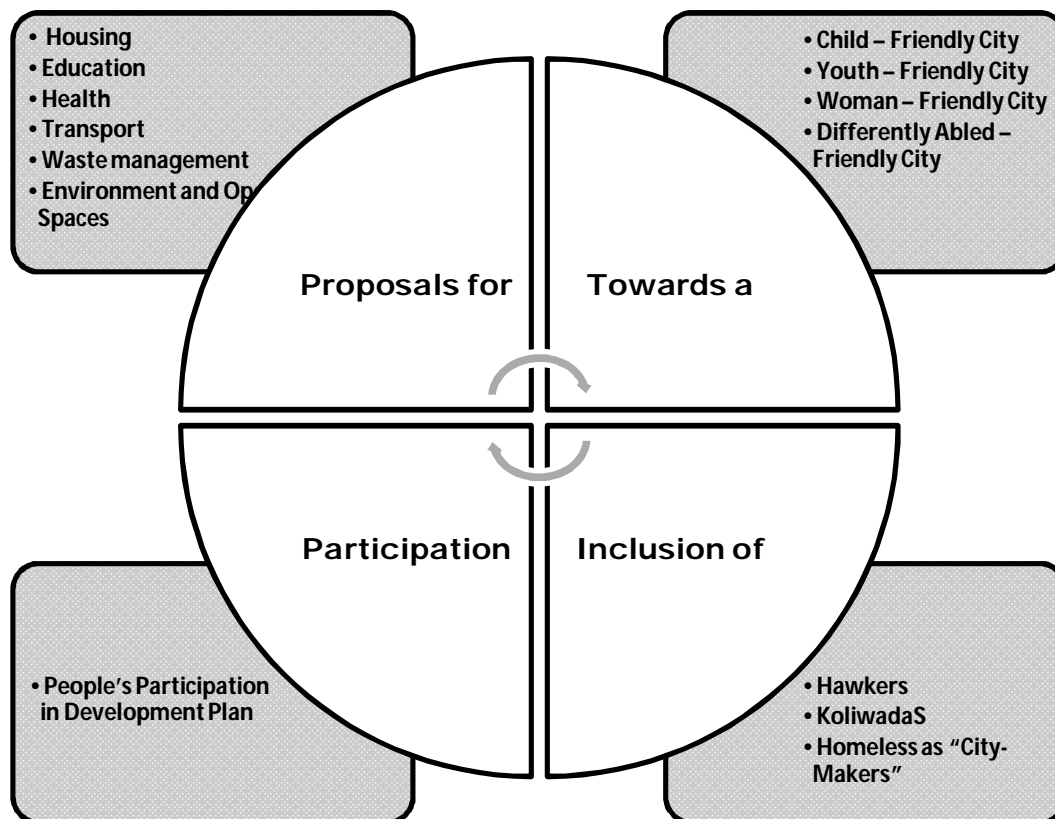 • Housing
• Education
• Health
• Transport
• Waste management
• Environment and Op
Spaces
• Child – Friendly City
• Youth – Friendly City
• Woman – Friendly City
• Differently Abled –
Friendly City
Proposals for
Towards a
Participation
Inclusion of
• People's Participation
in Development Plan
• Hawkers
• KoliwadaS
• Homeless as "City-
Makers"